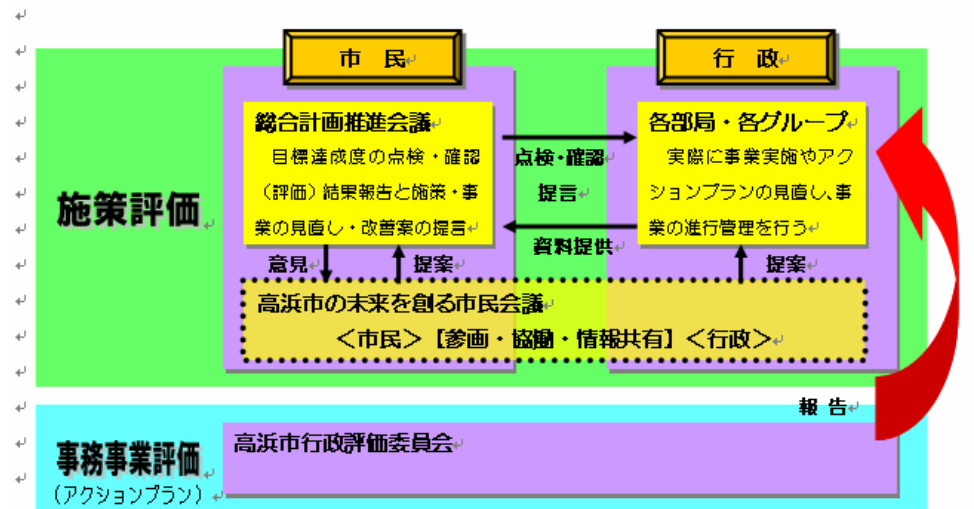 市 民
行 政
施策評価
総合計画推進会議
目標達成度の点検・確認
（評価）結果報告と施策・事
業の見直し・改善案の提言
点検・確認
提言
資料提供
各部局・各グループ
実際に事業実施やアク
ションプランの見直し、事
業の進行管理を行う
意見
提案
提案
高浜市の未来を創る市民会議
＜市民＞［参画・協働・情報共有］＜行政＞
報 告
事務事業評価
（アクションプラン）
高浜市行政評価委員会